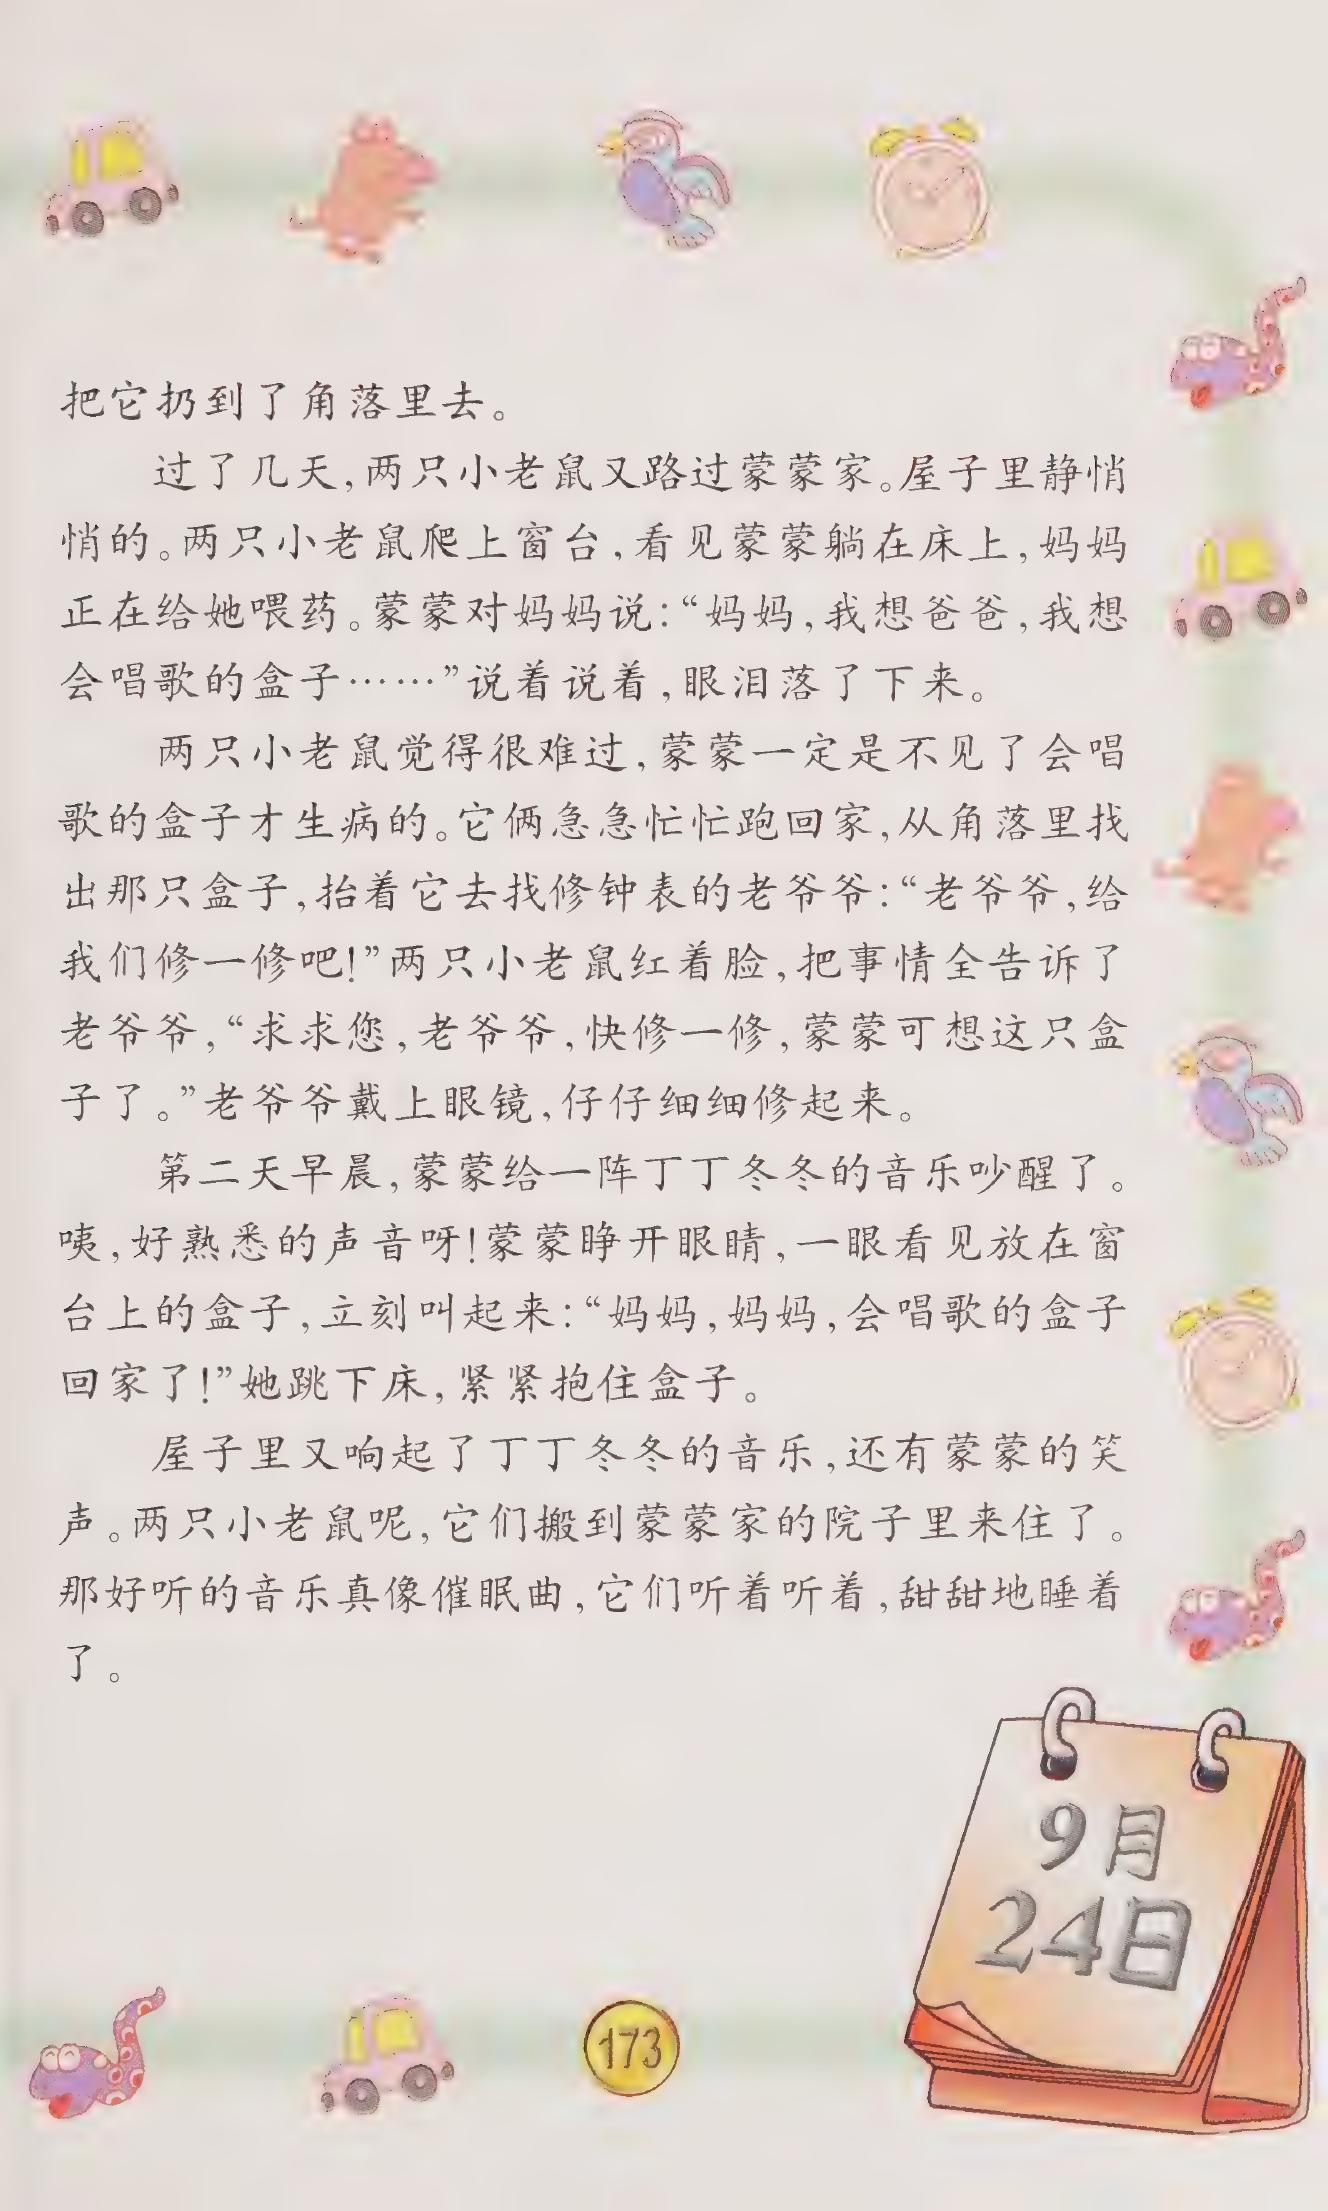 把它扔到了角落里去。
过了几天,两只小老鼠又路过蒙蒙家。屋子里静悄
悄的。两只小老鼠爬上窗台,看见蒙蒙躺在床上,妈妈
正在给她喂药。蒙蒙对妈妈说:“妈妈,我想爸爸,我想
会唱歌的盒子……”说着说着,眼泪落了下来。
两只小老鼠觉得很难过,蒙蒙一定是不见了会唱
歌的盒子才生病的。它俩急急忙忙跑回家,从角落里找
出那只盒子,抬着它去找修钟表的老爷爷:“老爷爷,给
我们修一修吧!”两只小老鼠红着脸,把事情全告诉了
老爷爷,“求求您,老爷爷,快修一修,蒙蒙可想这只盒
子了。”老爷爷戴上眼镜,仔仔细细修起来。
第二天早晨,蒙蒙给一阵丁丁冬冬的音乐吵醒了。
咦,好熟悉的声音呀!蒙蒙睁开眼睛,一眼看见放在窗
台上的盒子,立刻叫起来:“妈妈,妈妈,会唱歌的盒子
回家了!”她跳下床,紧紧抱住盒子。
屋子里又响起了丁丁冬冬的音乐,还有蒙蒙的笑
声。两只小老鼠呢,它们搬到蒙蒙家的院子里来住了。
那好听的音乐真像催眠曲,它们听着听着,甜甜地睡着
了。
9月
24日
173